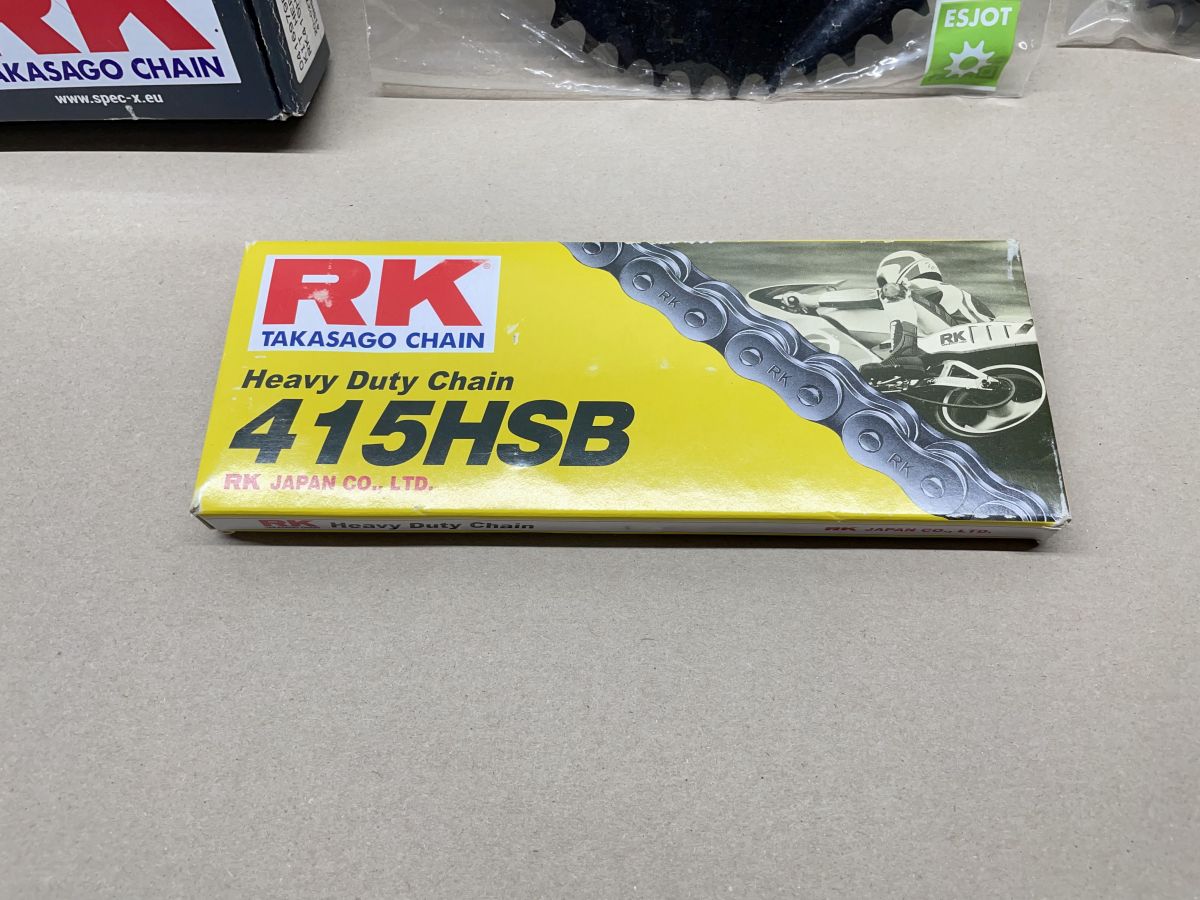 RK
TAKASAGO CHAIN
www.spec-x.eu
ESJOT
RK
TAKASAGO CHAIN
Heavy Duty Chain
415HSB
RK JAPAN CO., LTD.
RK
RK
RK
RK
RK Heavy Duty Chain
RK JAPAN CO., LTD.